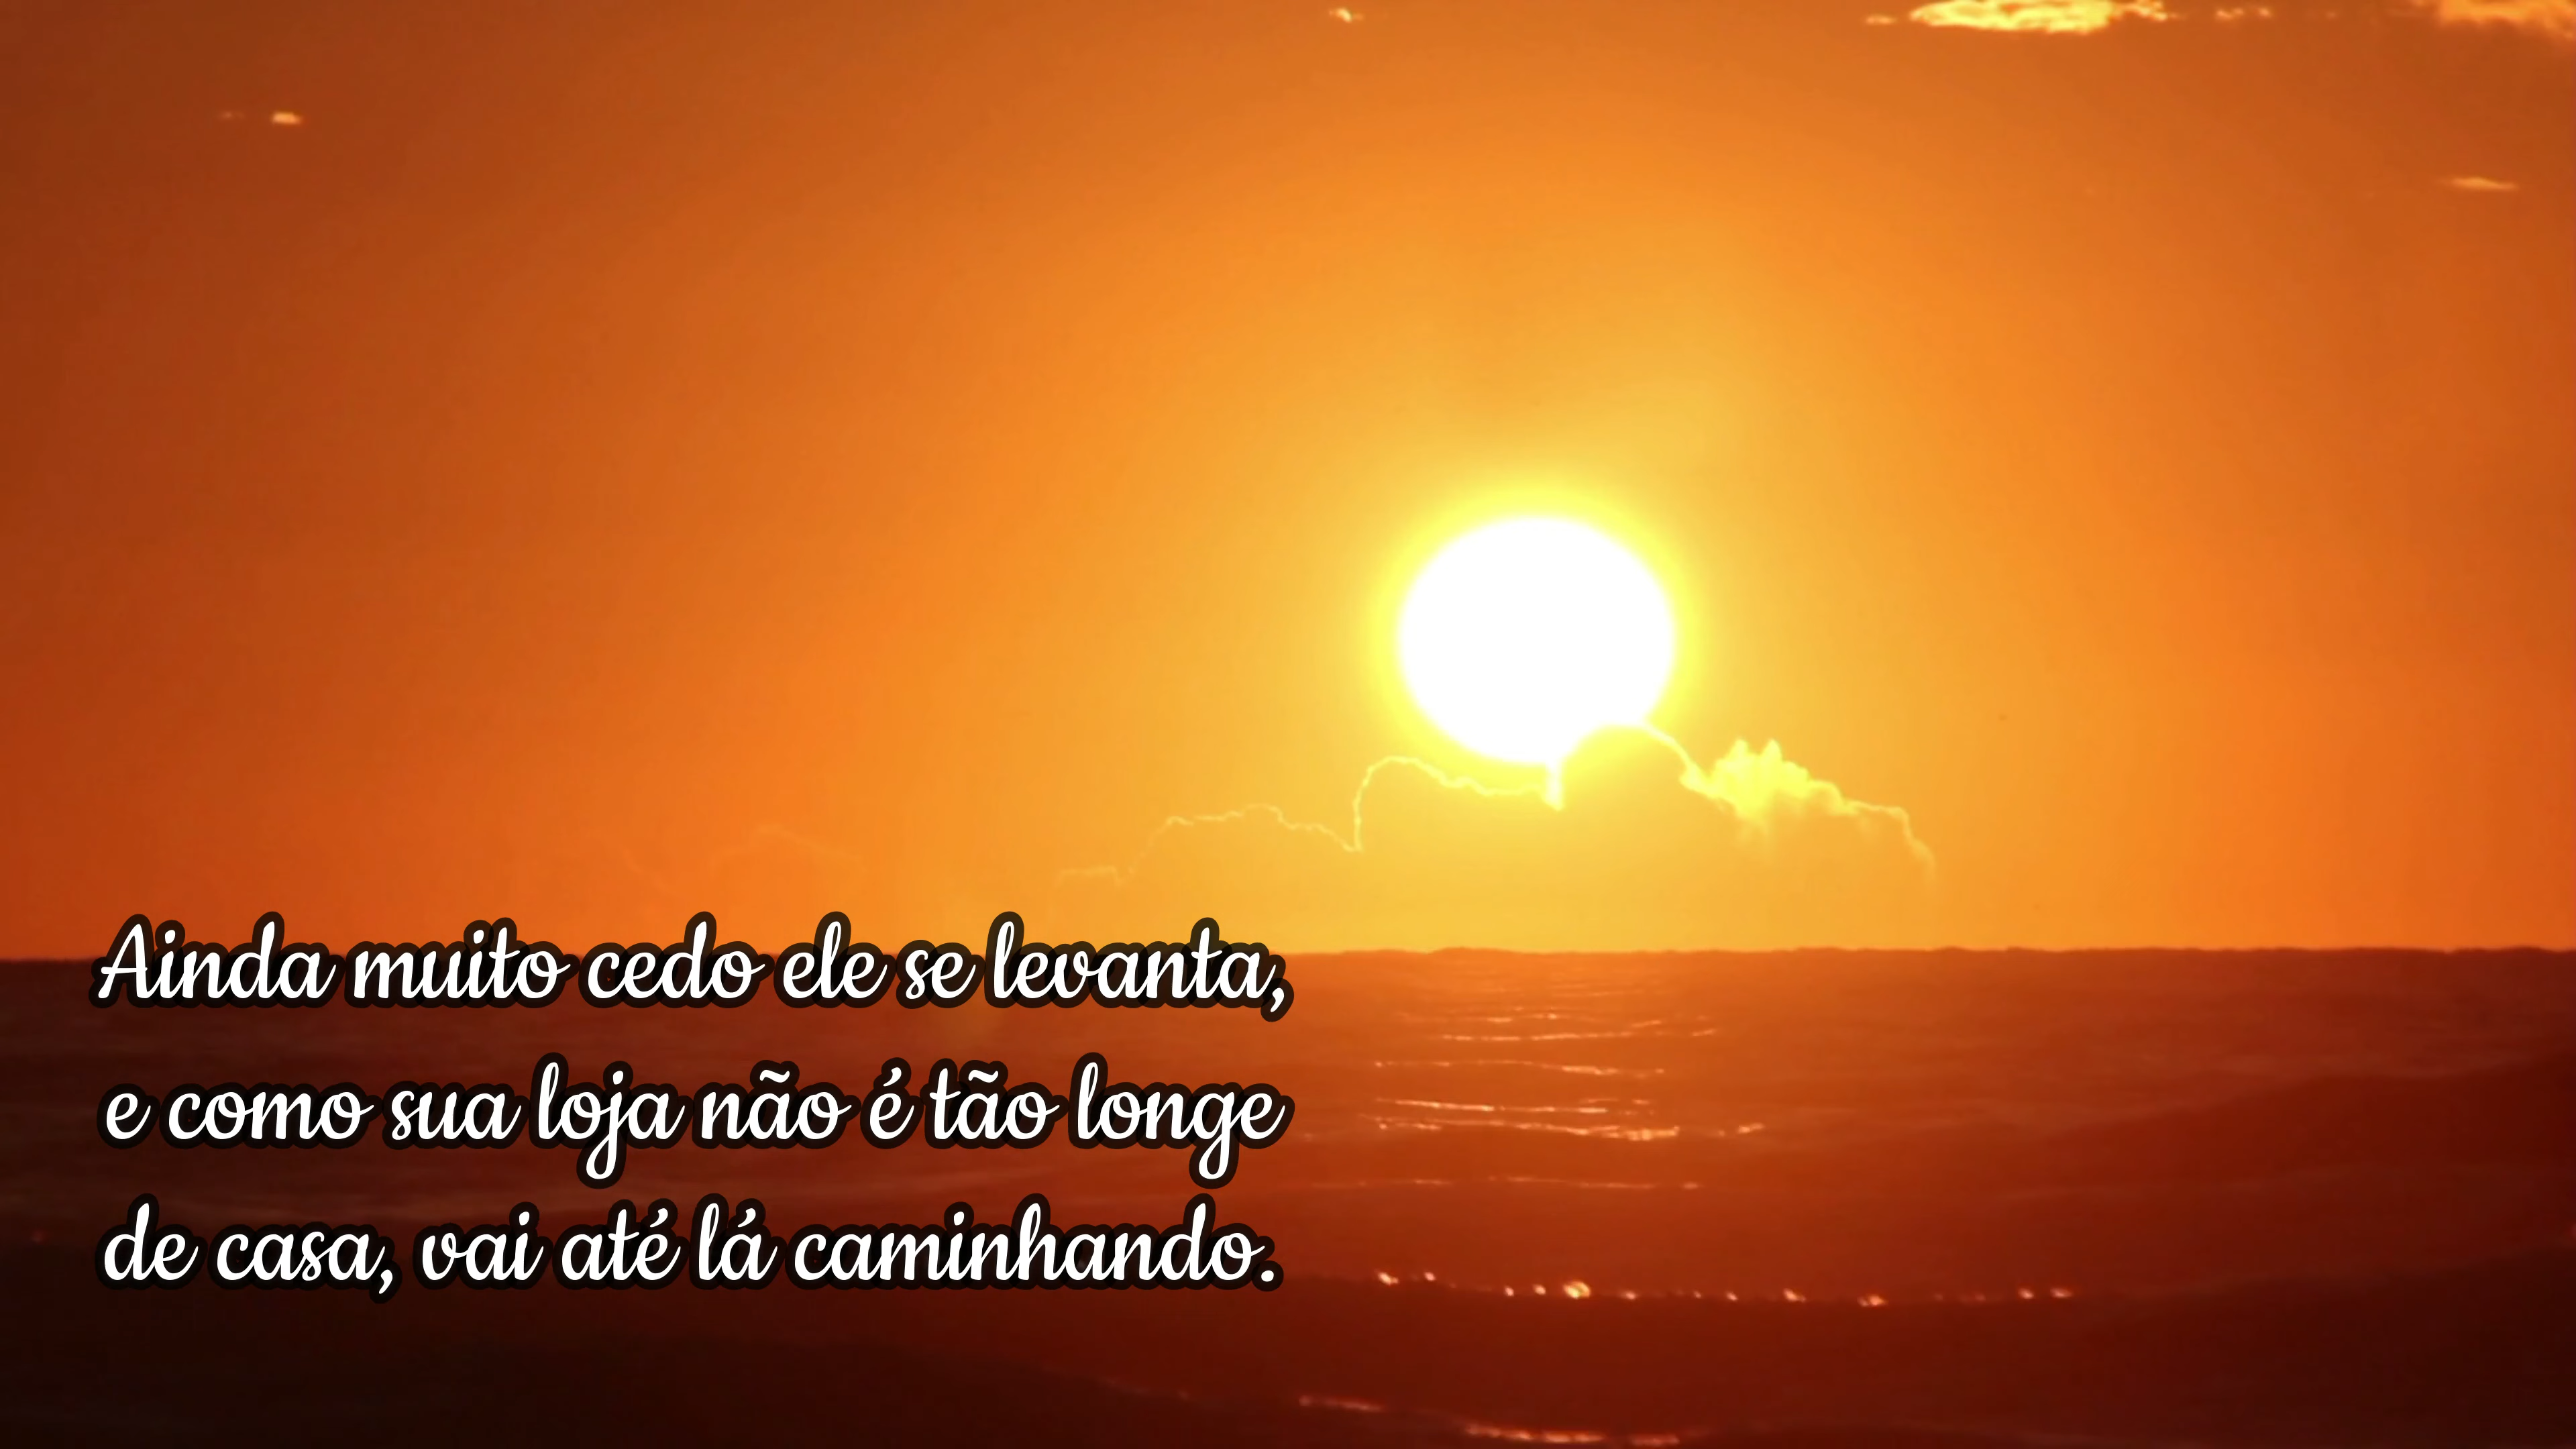 Ainda muito cedo ele se levanta,
e como sua loja não é tão longe
de casa, vai até lá caminhando.